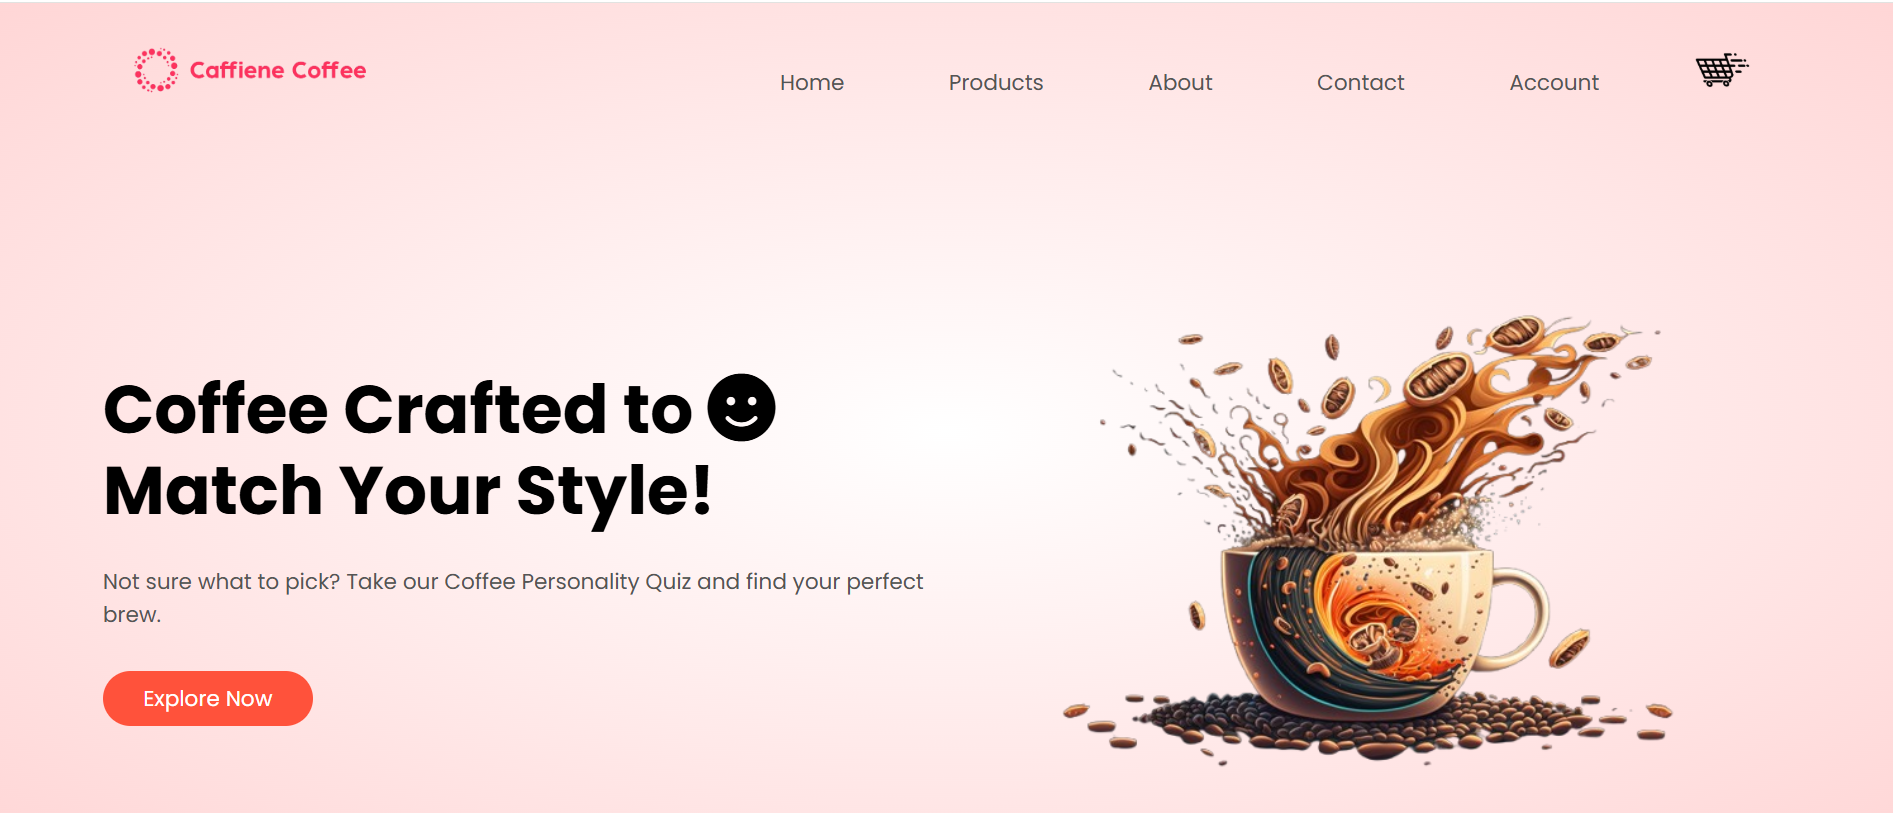 Caffiene Coffee
Home Products About Contact Account
Coffee Crafted to
Match Your Style!
Not sure what to pick? Take our Coffee Personality Quiz and find your perfect
brew.
Explore Now